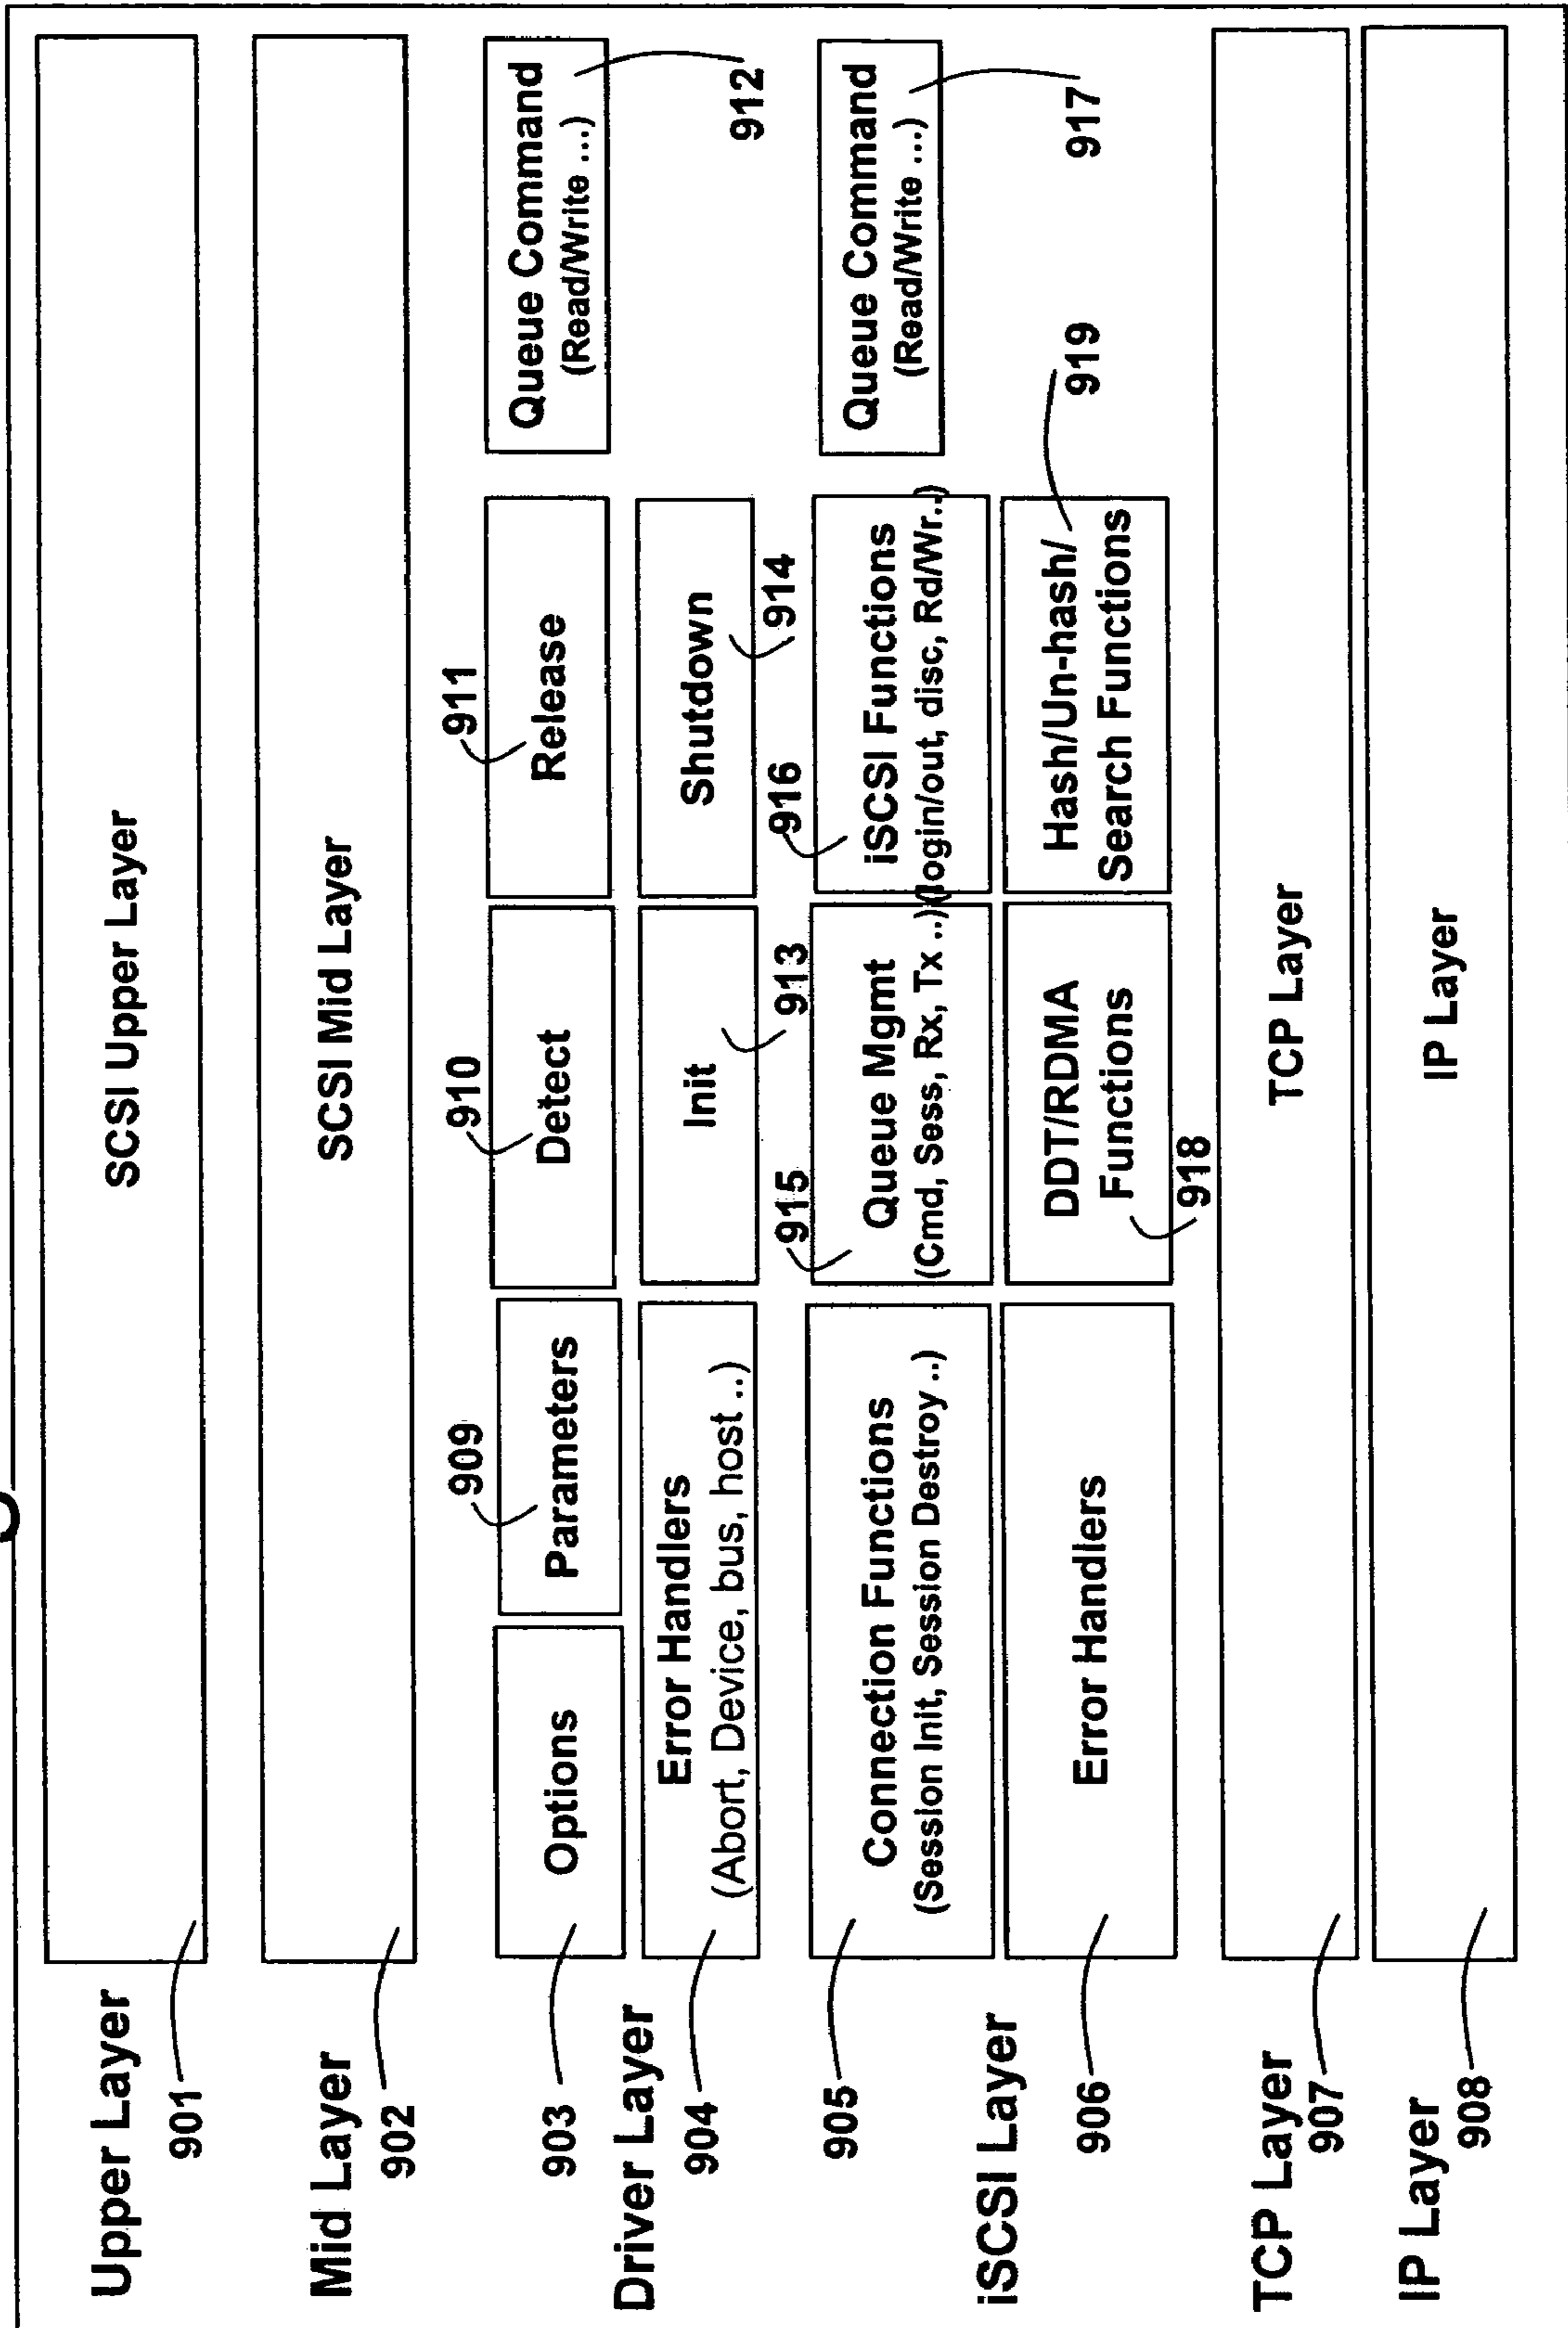 Upper Layer
901
SCSI Upper Layer
Mid Layer
902
SCSI Mid Layer
Driver Layer
903
Options
909
Parameters
910
Detect
911
Release
Queue Command
(Read/Write ...)
912
904
Error Handlers
(Abort, Device, bus, host ..)
Init
913
Shutdown
914
iSCSI Layer
905
Connection Functions
(Session Init, Session Destroy ..)
915
Queue Mgmt
(Cmd, Sess, Rx, Tx ..)
916
iSCSI Functions
(login/out, disc, Rd/Wr..)
Queue Command
(Read/Write ...)
917
906
Error Handlers
DDT/RDMA
Functions
918
Hash/Un-hash/
Search Functions
919
TCP Layer
907
TCP Layer
IP Layer
908
IP Layer